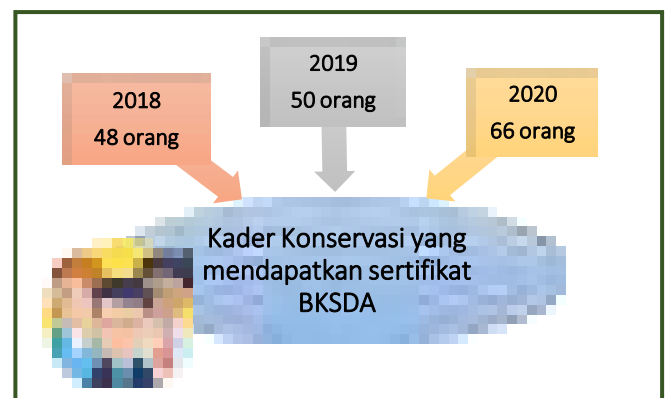 2018
48 orang
2019
50 orang
2020
66 orang
Kader Konservasi yang
mendapatkan sertifikat
BKSDA